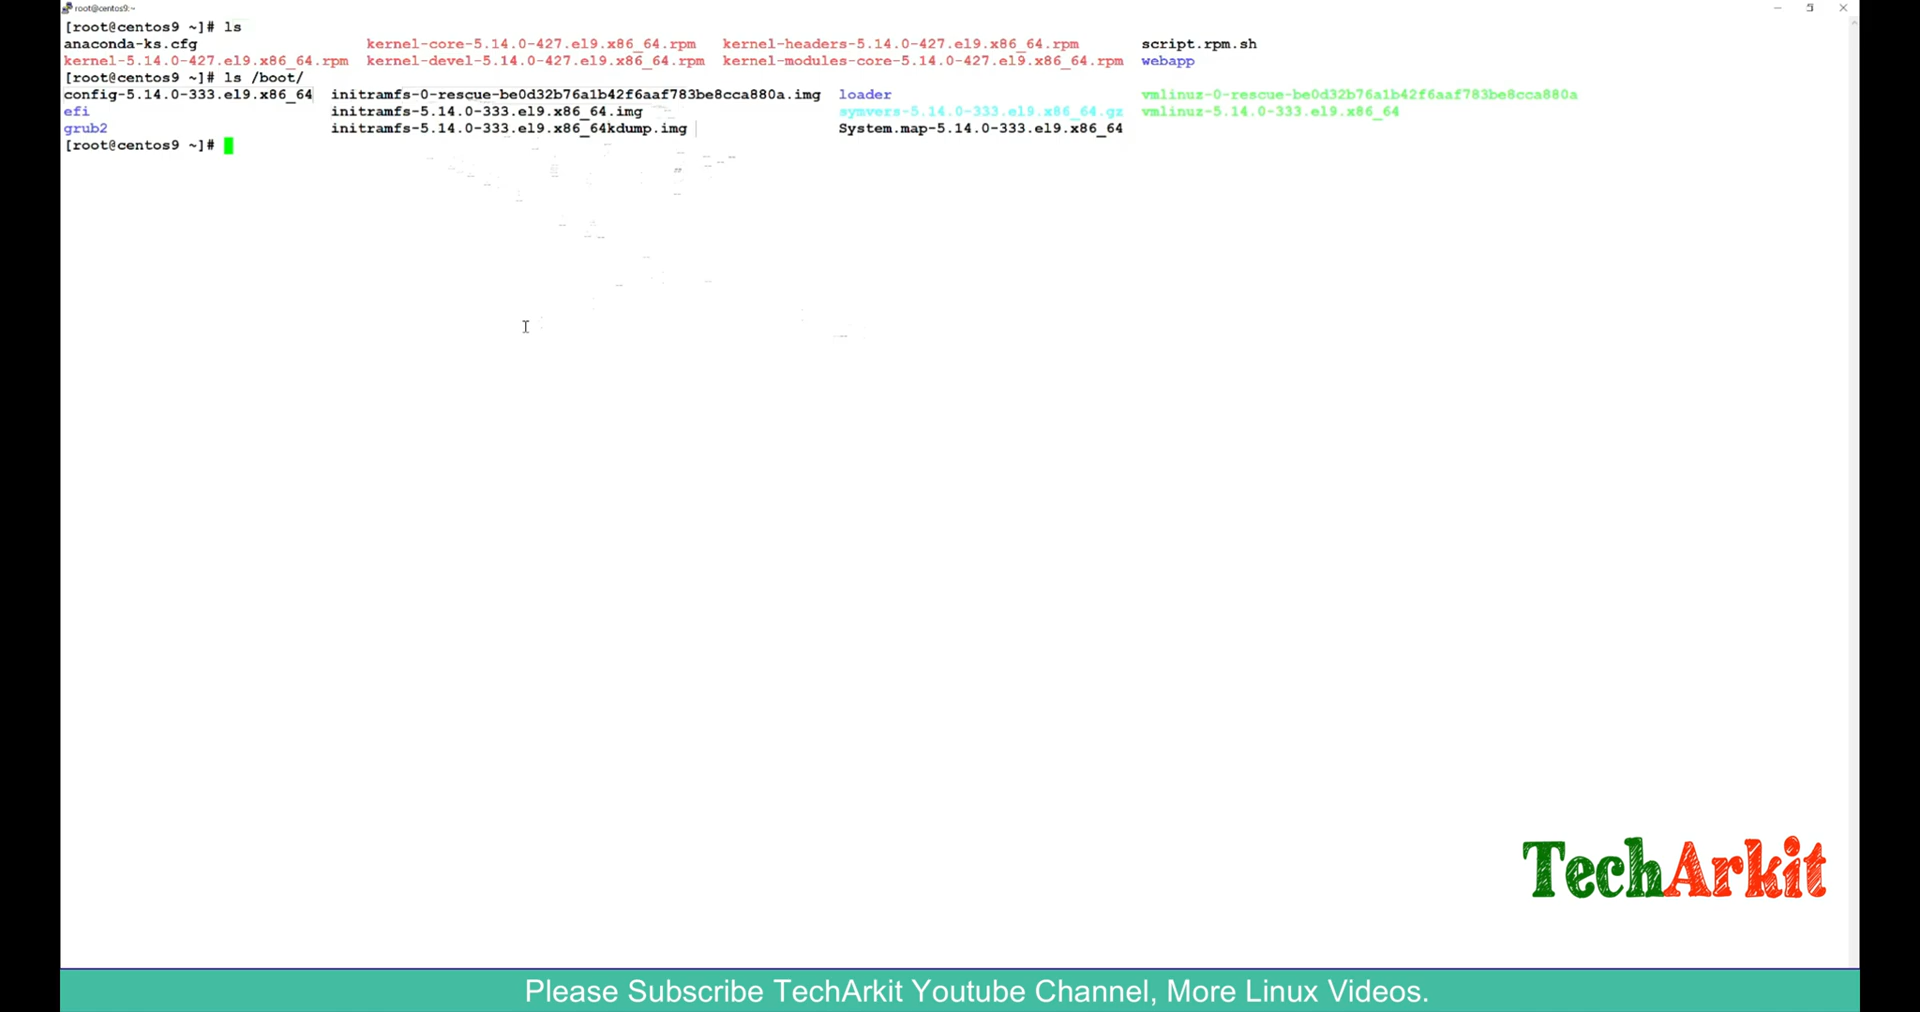 root@centos9:~
[root@centos9 ~]# ls
anaconda-ks.cfg kernel-core-5.14.0-427.el9.x86_64.rpm kernel-headers-5.14.0-427.el9.x86_64.rpm script.rpm.sh
kernel-5.14.0-427.el9.x86_64.rpm kernel-devel-5.14.0-427.el9.x86_64.rpm kernel-modules-core-5.14.0-427.el9.x86_64.rpm webapp
[root@centos9 ~]# ls /boot/
config-5.14.0-333.el9.x86_64 initramfs-0-rescue-be0d32b76a1b42f6aaf783be8cca880a.img loader vmlinuz-0-rescue-be0d32b76a1b42f6aaf783be8cca880a
efi initramfs-5.14.0-333.el9.x86_64.img symvers-5.14.0-333.el9.x86_64.gz vmlinuz-5.14.0-333.el9.x86_64
grub2 initramfs-5.14.0-333.el9.x86_64kdump.img System.map-5.14.0-333.el9.x86_64
[root@centos9 ~]#
TechArkit
Please Subscribe TechArkit Youtube Channel, More Linux Videos.